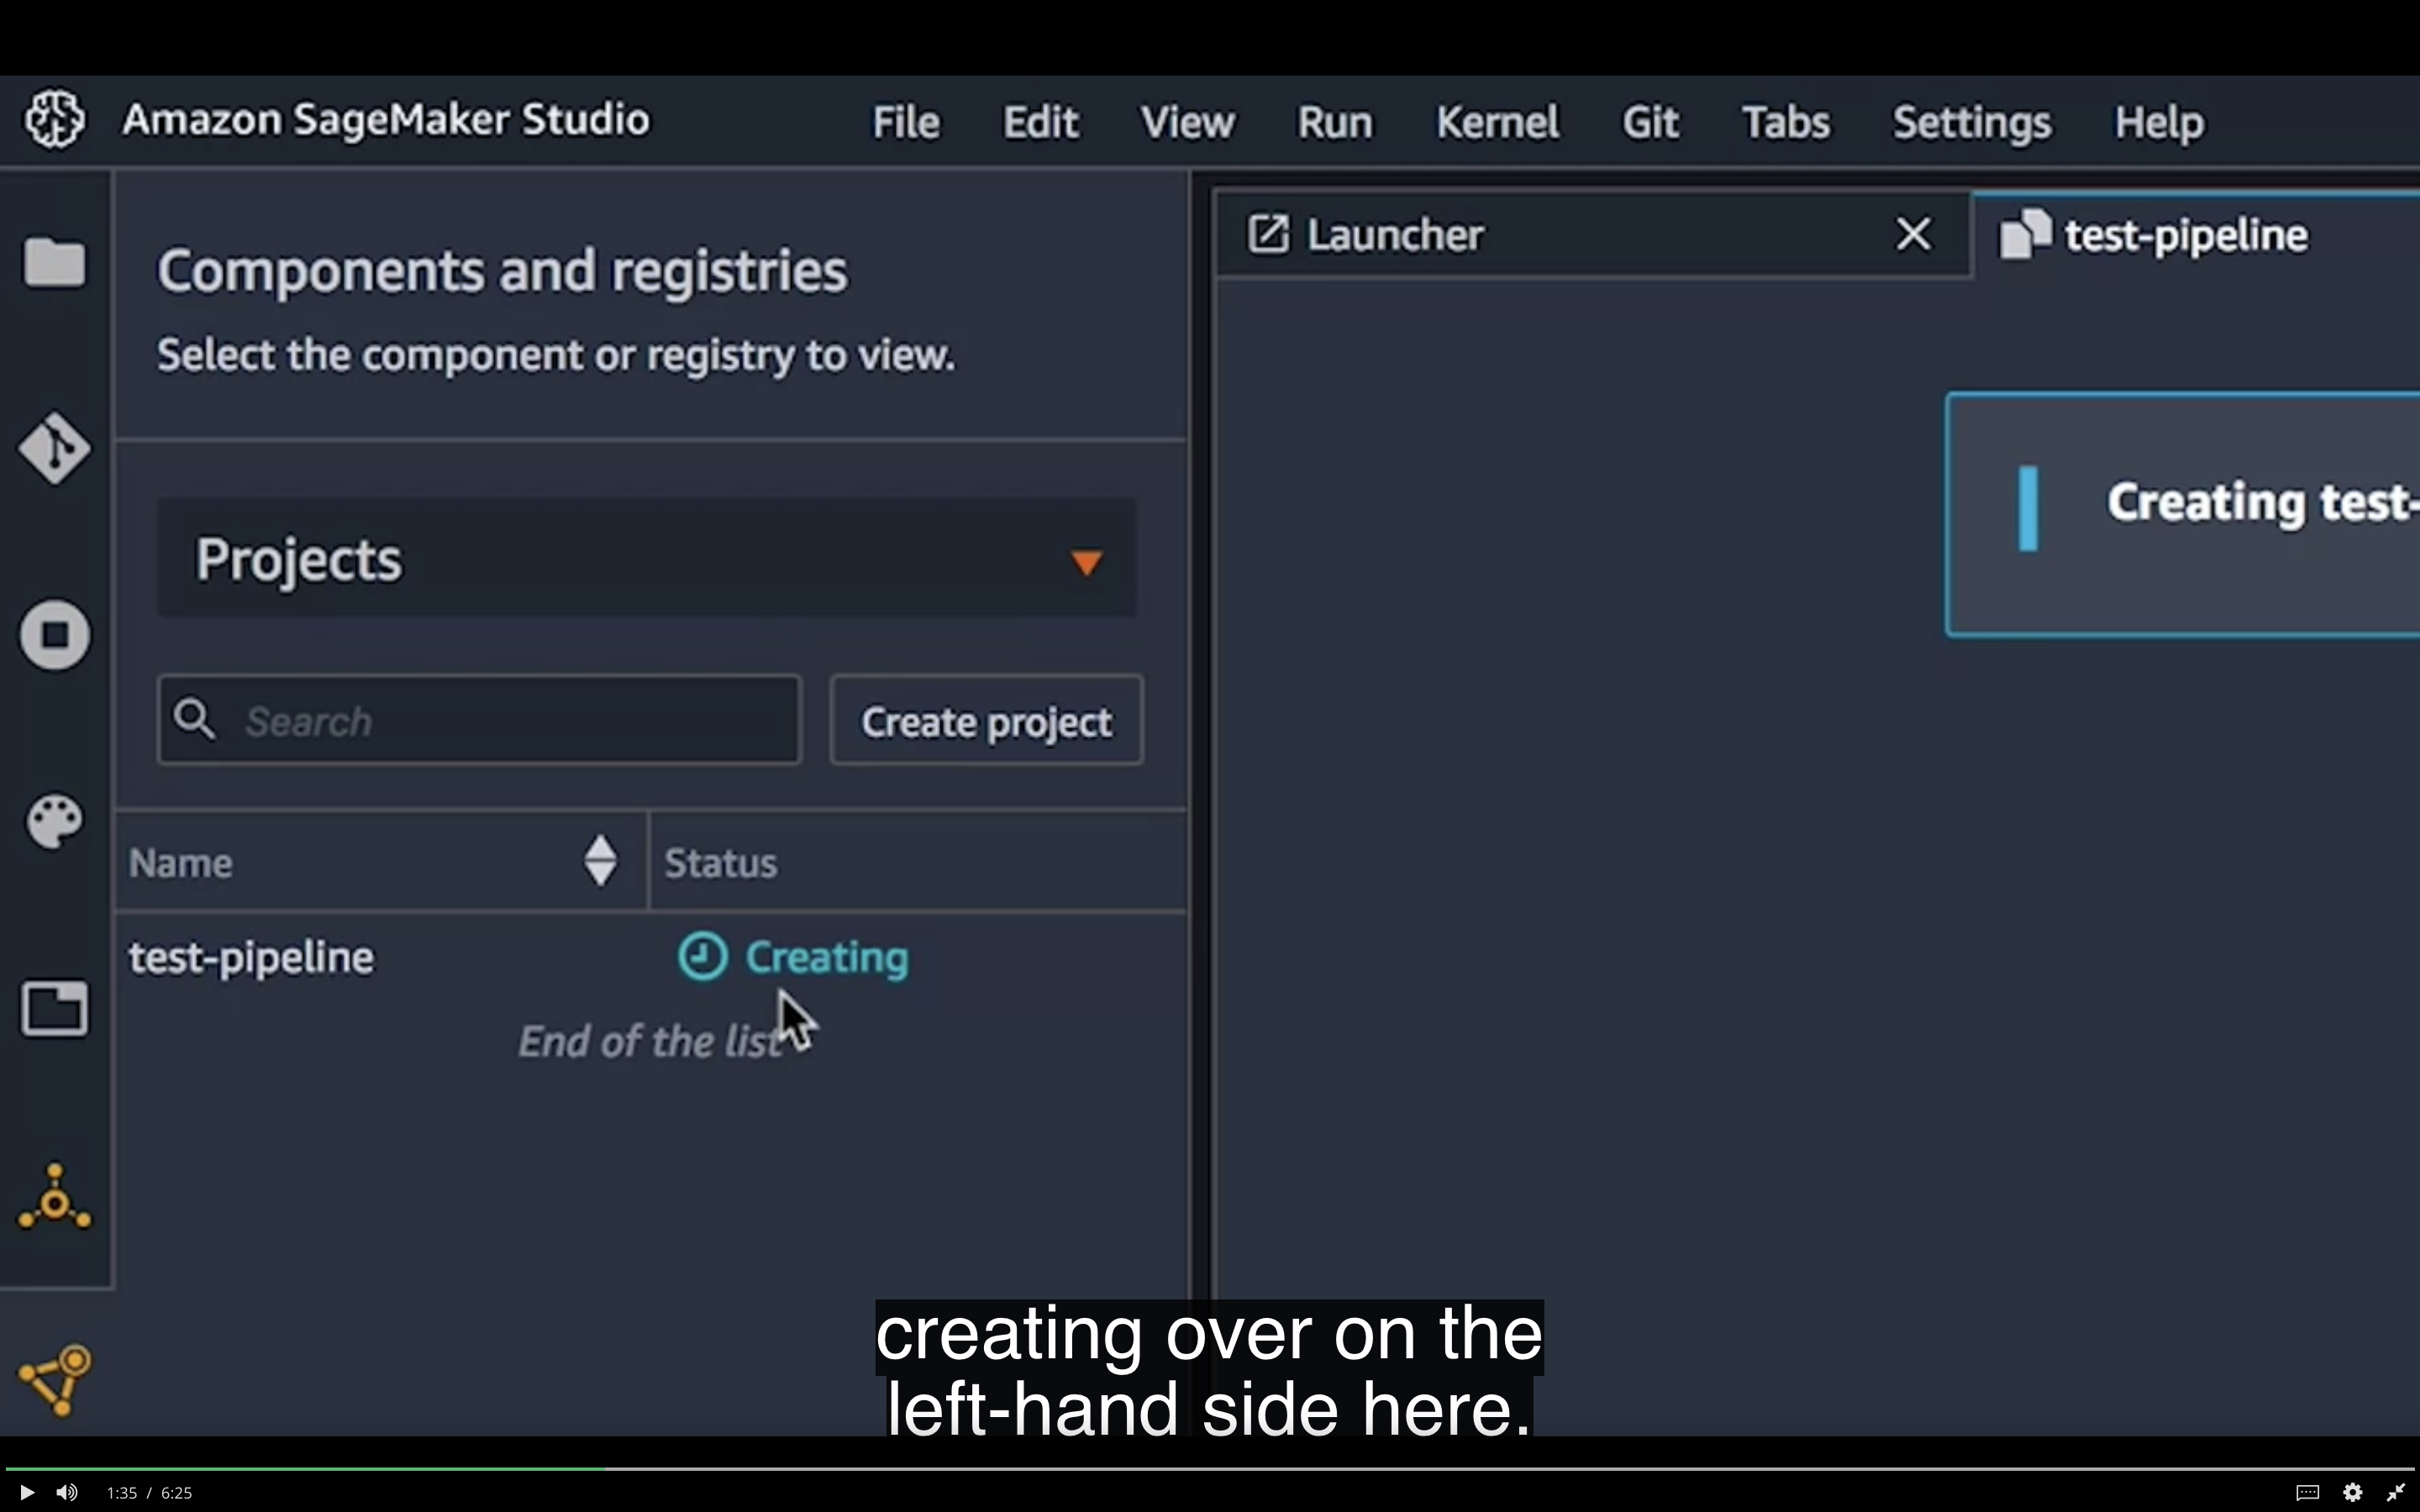 Amazon SageMaker Studio
File Edit View Run Kernel Git Tabs Settings Help
Components and registries
Select the component or registry to view.
Projects
Search
Create project
Name
Status
test-pipeline
Creating
End of the list
Launcher
test-pipeline
Creating test-
creating over on the
left-hand side here.
1:35 / 6:25